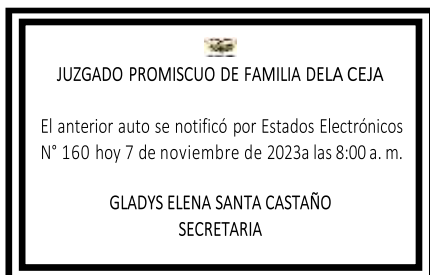 JUZGADO PROMISCUO DE FAMILIA DELA CEJA
El anterior auto se notificó por Estados Electrónicos
N° 160 hoy 7 de noviembre de 2023a las 8:00 a. m.
GLADYS ELENA SANTA CASTAÑO
SECRETARIA